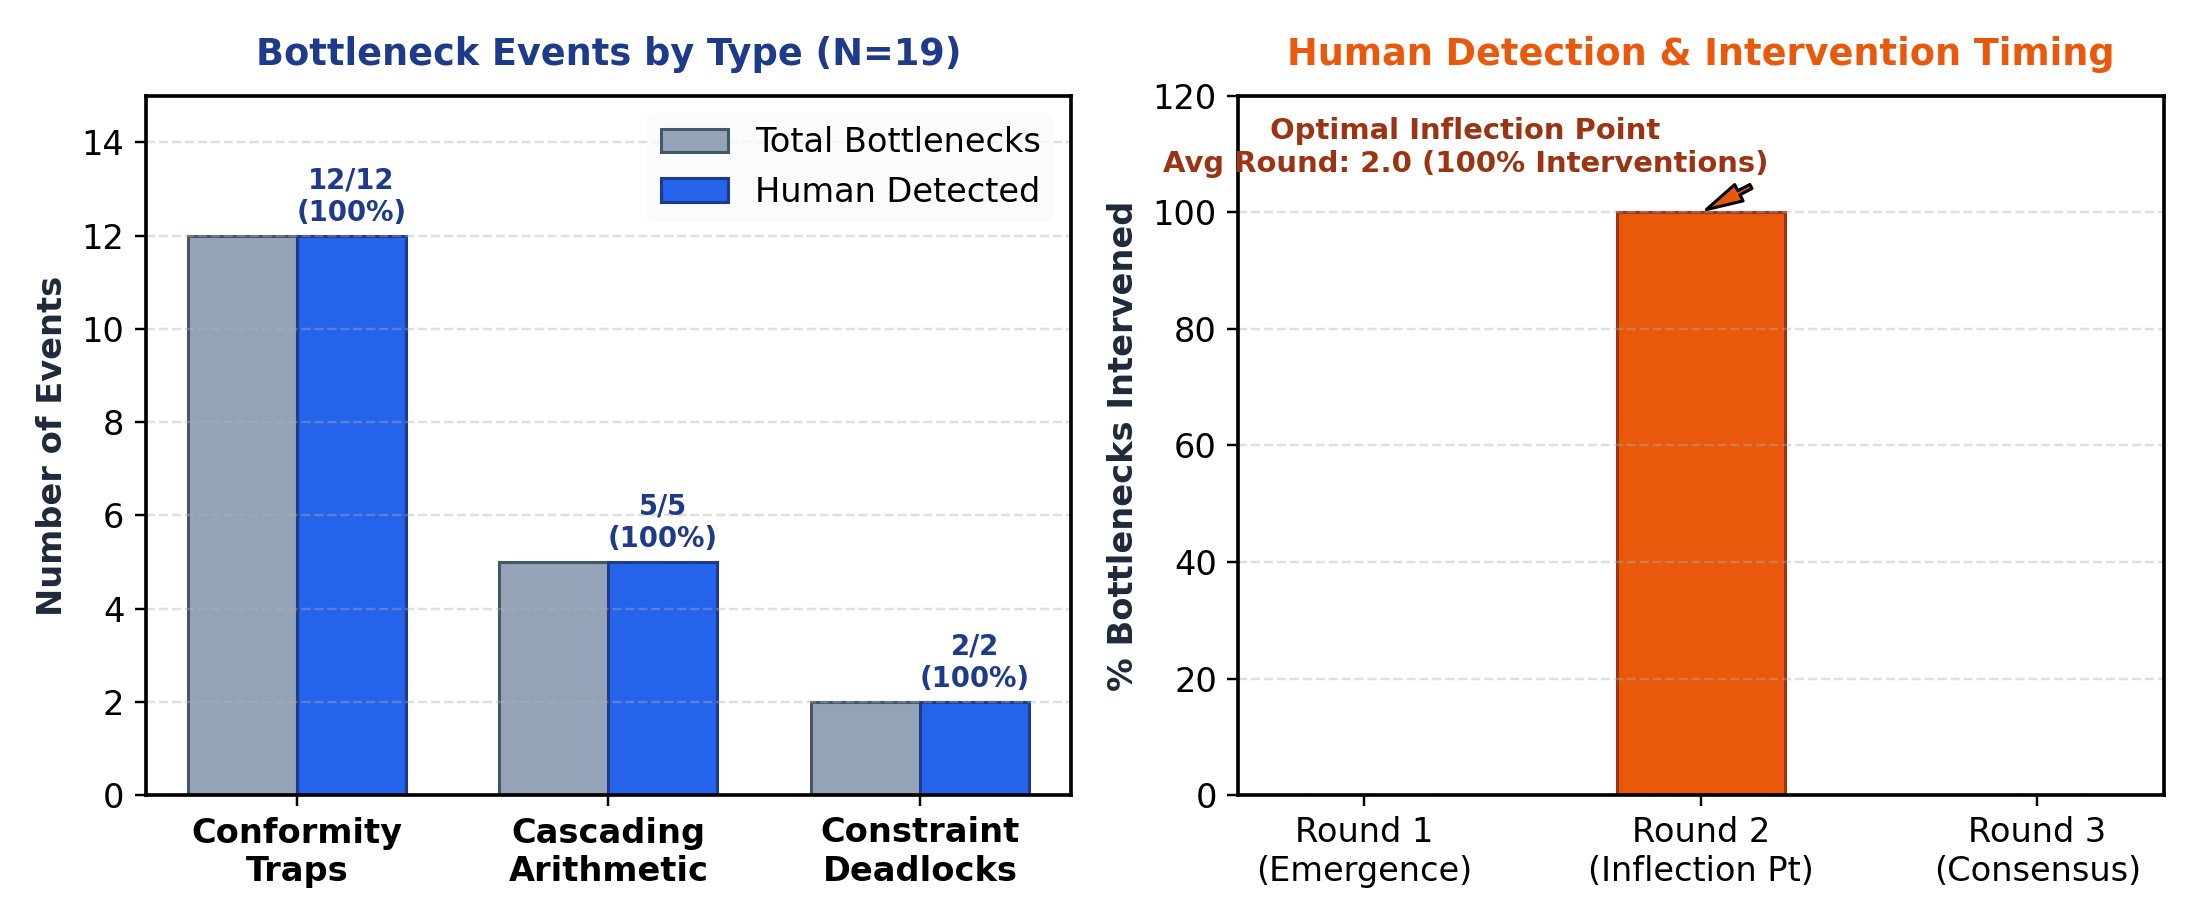 Bottleneck Events by Type (N=19)
Number of Events
14
12
10
8
6
4
2
0
Total Bottlenecks
Human Detected
12/12
(100%)
5/5
(100%)
2/2
(100%)
Conformity
Traps
Cascading
Arithmetic
Constraint
Deadlocks
Human Detection & Intervention Timing
% Bottlenecks Intervened
120
100
80
60
40
20
0
Optimal Inflection Point
Avg Round: 2.0 (100% Interventions)
Round 1
(Emergence)
Round 2
(Inflection Pt)
Round 3
(Consensus)